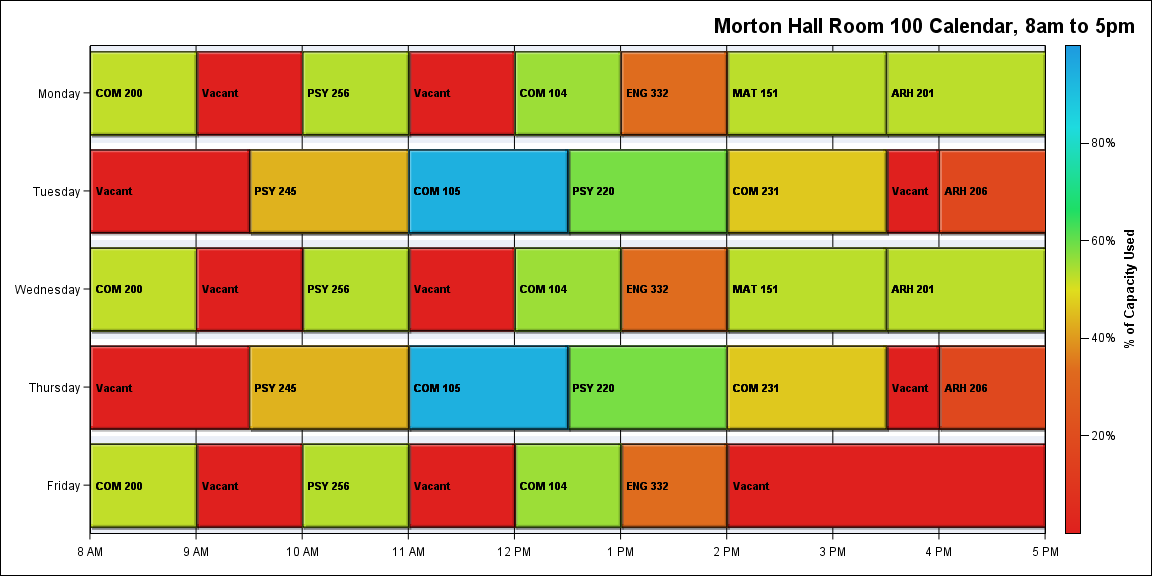 Morton Hall Room 100 Calendar, 8am to 5pm
Monday
COM 200
Vacant
PSY 256
Vacant
COM 104
ENG 332
MAT 151
ARH 201
Tuesday
Vacant
PSY 245
COM 105
PSY 220
COM 231
Vacant
ARH 206
Wednesday
COM 200
Vacant
PSY 256
Vacant
COM 104
ENG 332
MAT 151
ARH 201
Thursday
Vacant
PSY 245
COM 105
PSY 220
COM 231
Vacant
ARH 206
Friday
COM 200
Vacant
PSY 256
Vacant
COM 104
ENG 332
Vacant
8 AM
9 AM
10 AM
11 AM
12 PM
1 PM
2 PM
3 PM
4 PM
5 PM
80%
60%
40%
20%
% of Capacity Used